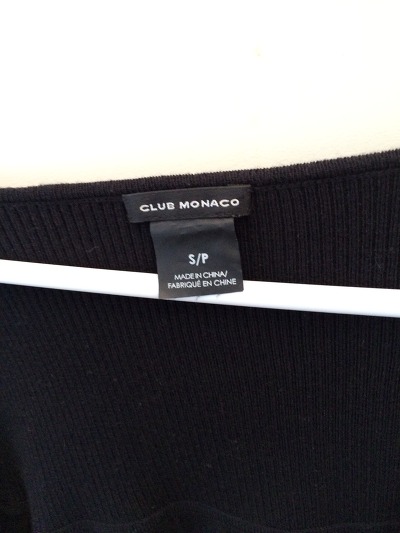 CLUB MONACO
S/P
MADE IN CHINA/
FABRIQUÉ EN CHINE